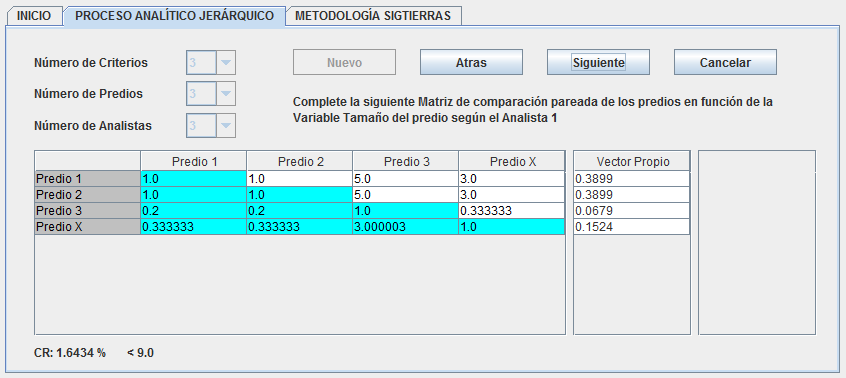 INICIO PROCESO ANALÍTICO JERÁRQUICO METODOLOGÍA SIGTIERRAS
Número de Criterios 3 Nuevo Atras Siguiente Cancelar
Número de Predios 3
Complete la siguiente Matriz de comparación pareada de los predios en función de la
Variable Tamaño del predio según el Analista 1
Número de Analistas 3
Predio 1 Predio 2 Predio 3 Predio X Vector Propio
Predio 1 1.0 1.0 5.0 3.0 0.3899
Predio 2 1.0 1.0 5.0 3.0 0.3899
Predio 3 0.2 0.2 1.0 0.333333 0.0679
Predio X 0.333333 0.333333 3.000003 1.0 0.1524
CR: 1.6434 % < 9.0